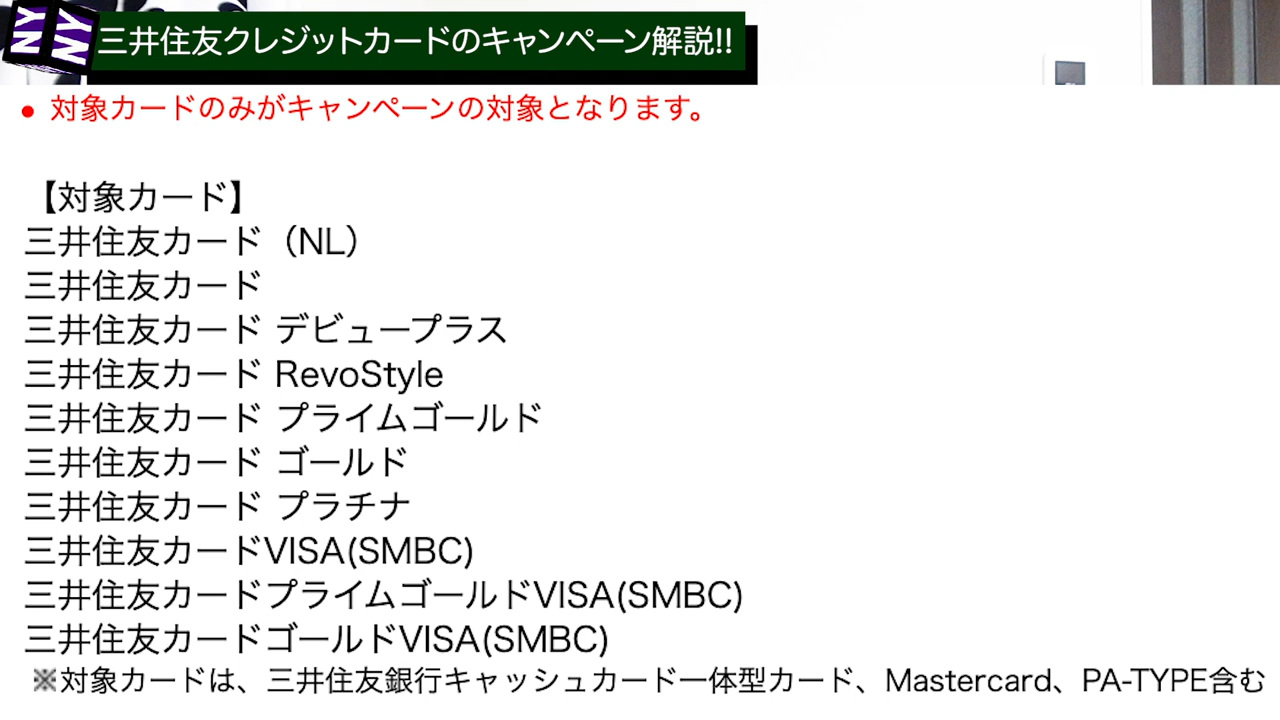 NY NY
三井住友クレジットカードのキャンペーン解説!!
● 対象カードのみがキャンペーンの対象となります。
【対象カード】
三井住友カード（NL）
三井住友カード
三井住友カード デビュープラス
三井住友カード RevoStyle
三井住友カード プライムゴールド
三井住友カード ゴールド
三井住友カード プラチナ
三井住友カードVISA(SMBC)
三井住友カードプライムゴールドVISA(SMBC)
三井住友カードゴールドVISA(SMBC)
※対象カードは、三井住友銀行キャッシュカード一体型カード、Mastercard、PA-TYPE含む